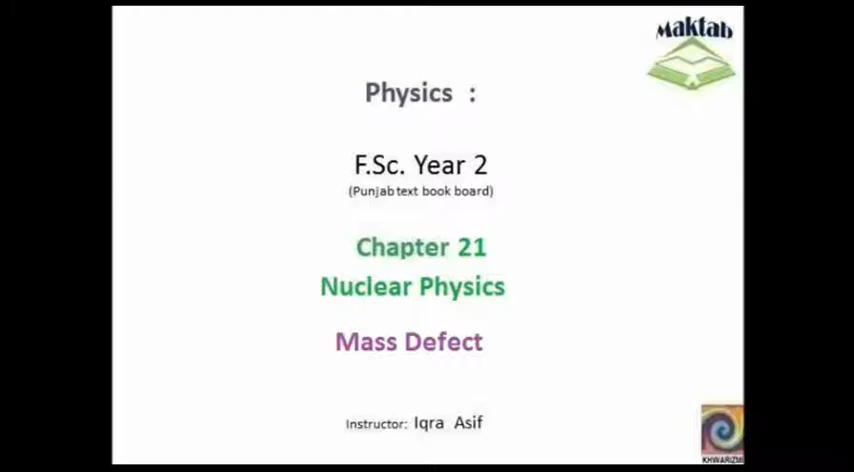 Maktab
Physics :
F.Sc. Year 2
(Punjab text book board)
Chapter 21
Nuclear Physics
Mass Defect
Instructor: Iqra Asif
KHWARIZMI